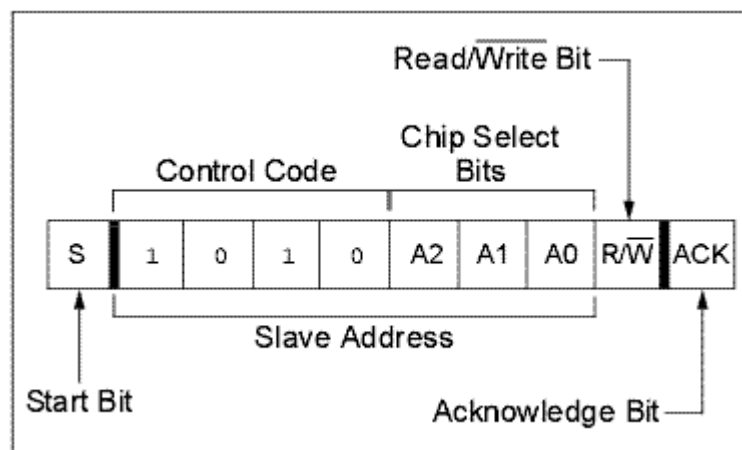 Read/Write Bit
Chip Select
Bits
Control Code
S 1 0 1 0 A2 A1 A0 R/W ACK
Slave Address
Start Bit
Acknowledge Bit